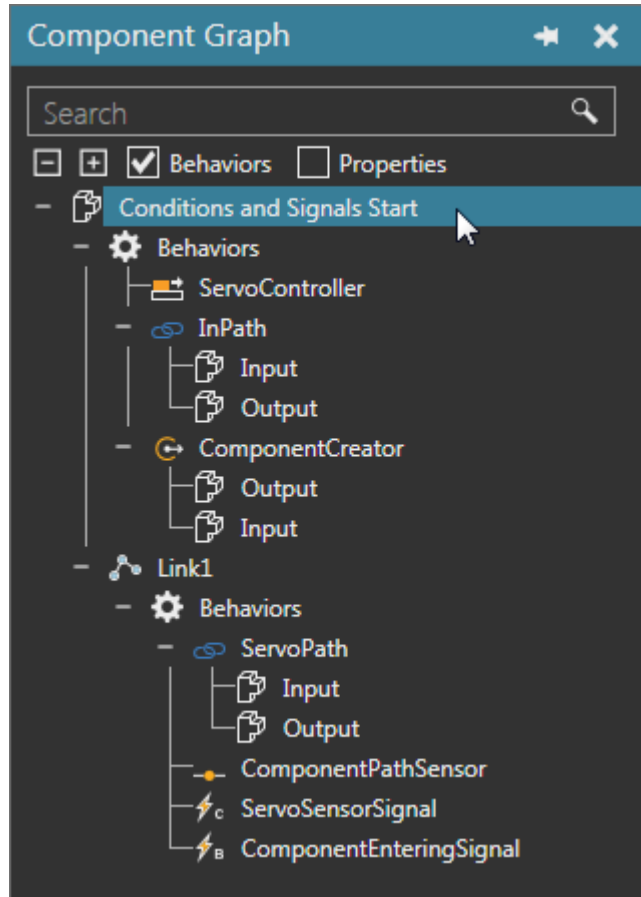 Component Graph
Search
Behaviors Properties
Conditions and Signals Start
Behaviors
ServoController
InPath
Input
Output
ComponentCreator
Output
Input
Link1
Behaviors
ServoPath
Input
Output
ComponentPathSensor
C ServoSensorSignal
B ComponentEnteringSignal